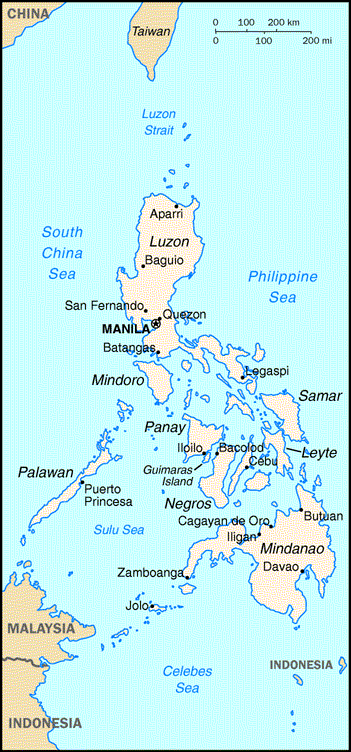 CHINA
Taiwan
0 100 200 km
0 100 200 mi
Luzon
Strait
Aparri
Luzon
South
China
Sea
Baguio
Philippine
Sea
San Fernando
Quezon
MANILA
Batangas
Legaspi
Mindoro
Samar
Panay
Iloilo
Bacolod
Leyte
Guimaras
Island
Cebu
Palawan
Puerto
Princesa
Negros
Butuan
Cagayan de Oro
Sulu Sea
Iligan
Mindanao
Zamboanga
Davao
Jolo
MALAYSIA
Celebes
Sea
INDONESIA
INDONESIA